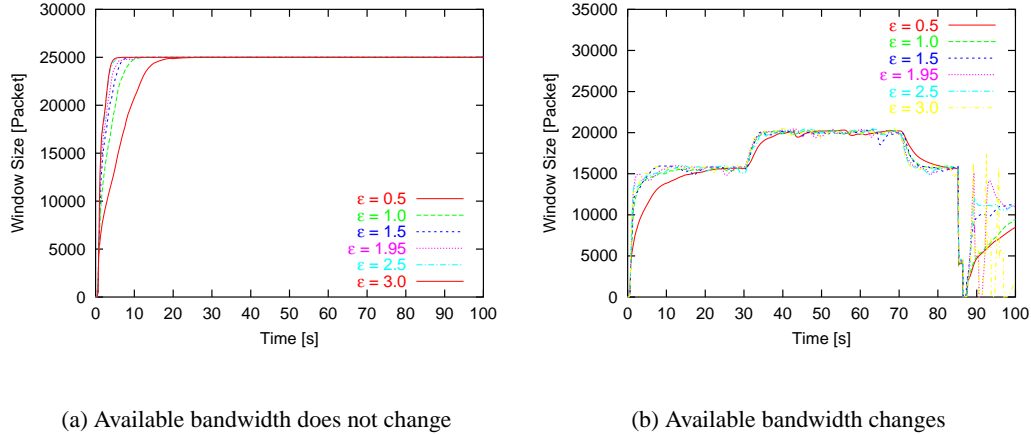 Window Size [Packet]
30000
25000
20000
15000
10000
5000
0
ε = 0.5
ε = 1.0
ε = 1.5
ε = 1.95
ε = 2.5
ε = 3.0
0 10 20 30 40 50 60 70 80 90 100
Time [s]
(a) Available bandwidth does not change
Window Size [Packet]
35000
30000
25000
20000
15000
10000
5000
0
ε = 0.5
ε = 1.0
ε = 1.5
ε = 1.95
ε = 2.5
ε = 3.0
0 10 20 30 40 50 60 70 80 90 100
Time [s]
(b) Available bandwidth changes